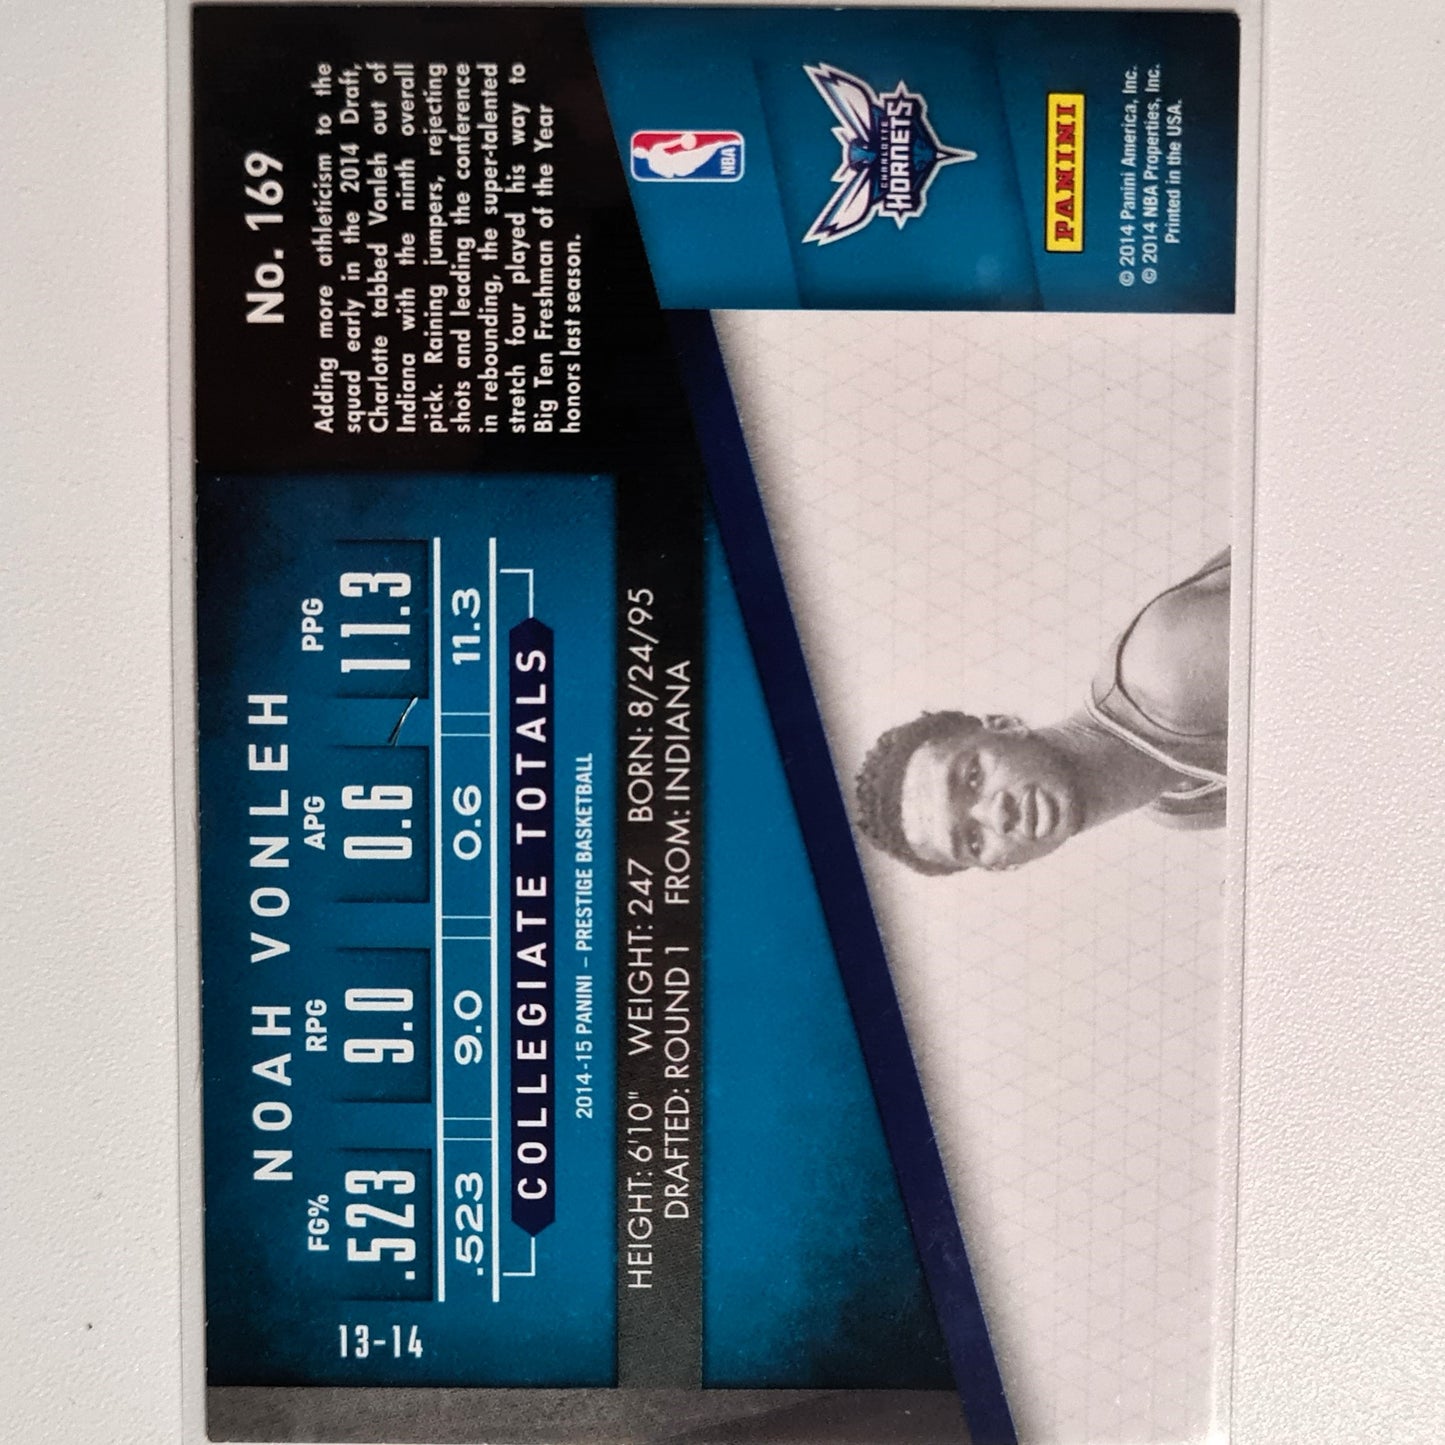 NOAH VONLEH
FG% RPG APG PPG
13-14 .523 9.0 0.6 11.3
.523 9.0 0.6 11.3
COLLEGIATE TOTALS
2014-15 PANINI – PRESTIGE BASKETBALL
HEIGHT: 6'10" WEIGHT: 247 BORN: 8/24/95
DRAFTED: ROUND 1 FROM: INDIANA
No. 169
Adding more athleticism to the
squad early in the 2014 Draft,
Charlotte tabbed Vonleh out of
Indiana with the ninth overall
pick. Raining jumpers, rejecting
shots and leading the conference
in rebounding, the super-talented
stretch four played his way to
Big Ten Freshman of the Year
honors last season.
NBA
CHARLOTTE
HORNETS
PANINI
© 2014 Panini America, Inc.
© 2014 NBA Properties, Inc.
Printed in the USA.